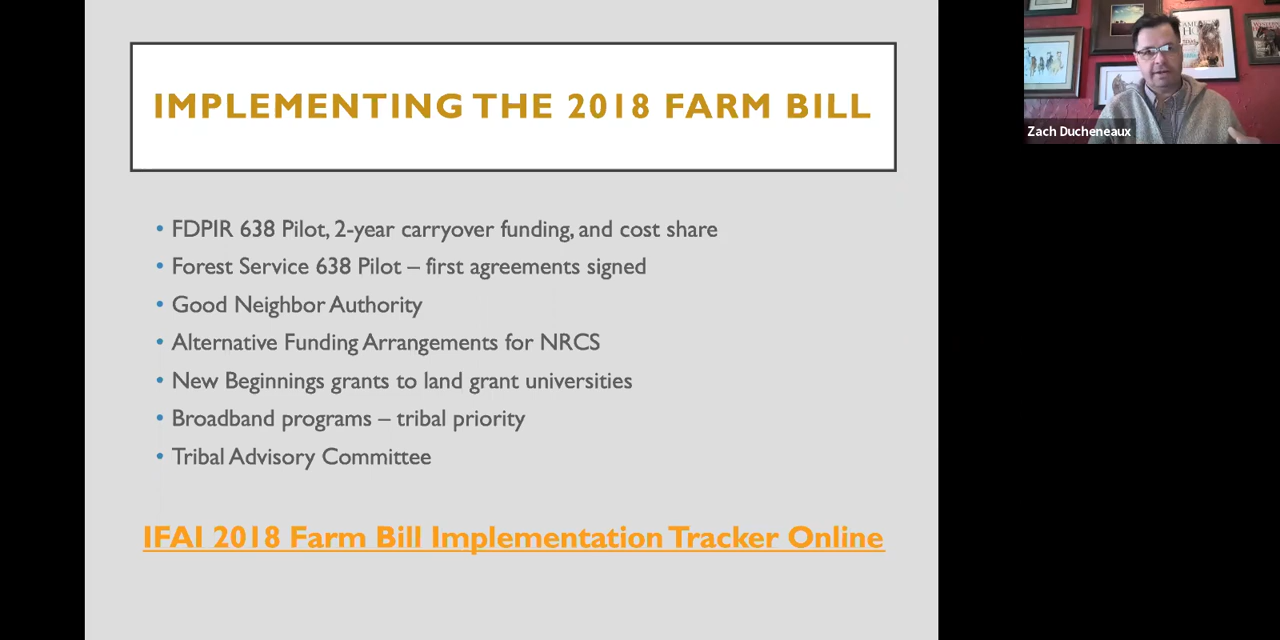 IMPLEMENTING THE 2018 FARM BILL
• FDPIR 638 Pilot, 2-year carryover funding, and cost share
• Forest Service 638 Pilot – first agreements signed
• Good Neighbor Authority
• Alternative Funding Arrangements for NRCS
• New Beginnings grants to land grant universities
• Broadband programs – tribal priority
• Tribal Advisory Committee
IFAI 2018 Farm Bill Implementation Tracker Online
Zach Ducheneaux